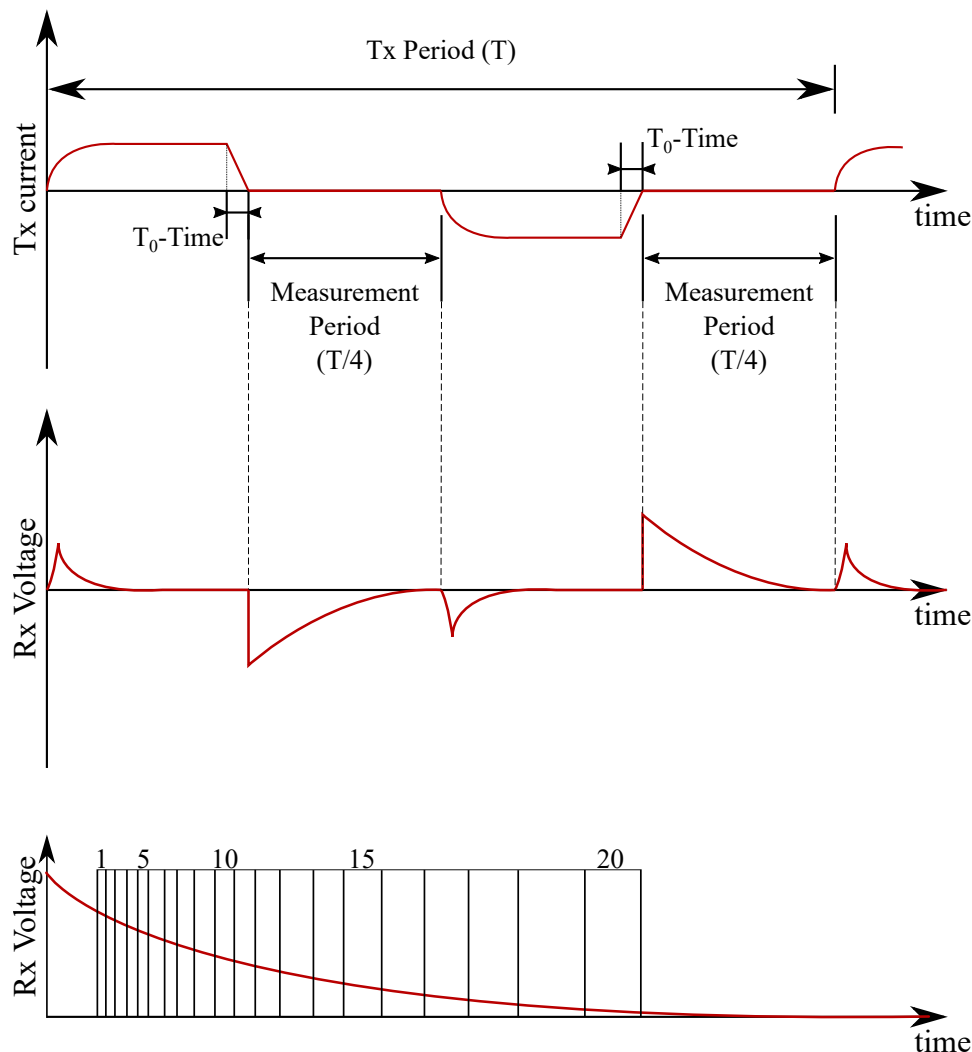 Tx Period (T)
Tx current
T₀-Time
T₀-Time
time
Measurement
Period
(T/4)
Measurement
Period
(T/4)
Rx Voltage
time
Rx Voltage
1
5
10
15
20
time